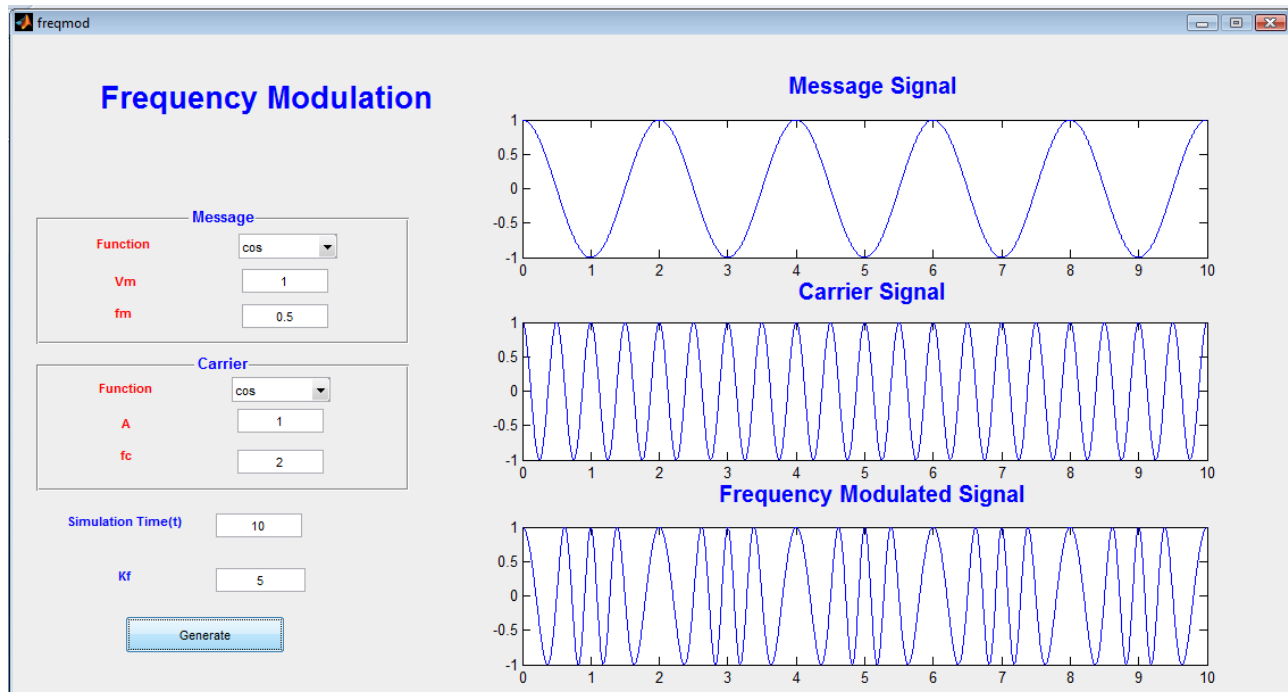 freqmod
Frequency Modulation
Message
Function cos
Vm 1
fm 0.5
Carrier
Function cos
A 1
fc 2
Simulation Time(t) 10
Kf 5
Generate
Message Signal
1
0.5
0
-0.5
-1
0 1 2 3 4 5 6 7 8 9 10
Carrier Signal
1
0.5
0
-0.5
-1
0 1 2 3 4 5 6 7 8 9 10
Frequency Modulated Signal
1
0.5
0
-0.5
-1
0 1 2 3 4 5 6 7 8 9 10